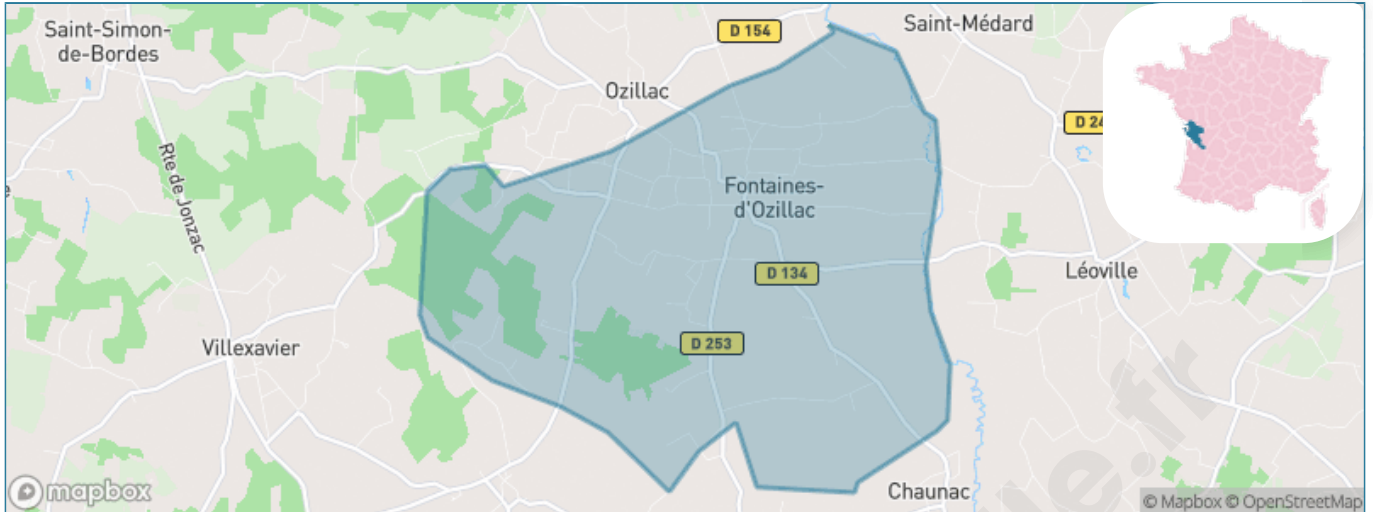 Saint-Simon-
de-Bordes
D 154
Saint-Médard
Ozillac
D 24
Rte de Jonzac
Fontaines-
d'Ozillac
D 134
Léoville
D 253
Villexavier
Chaunac
mapbox
© Mapbox © OpenStreetMap